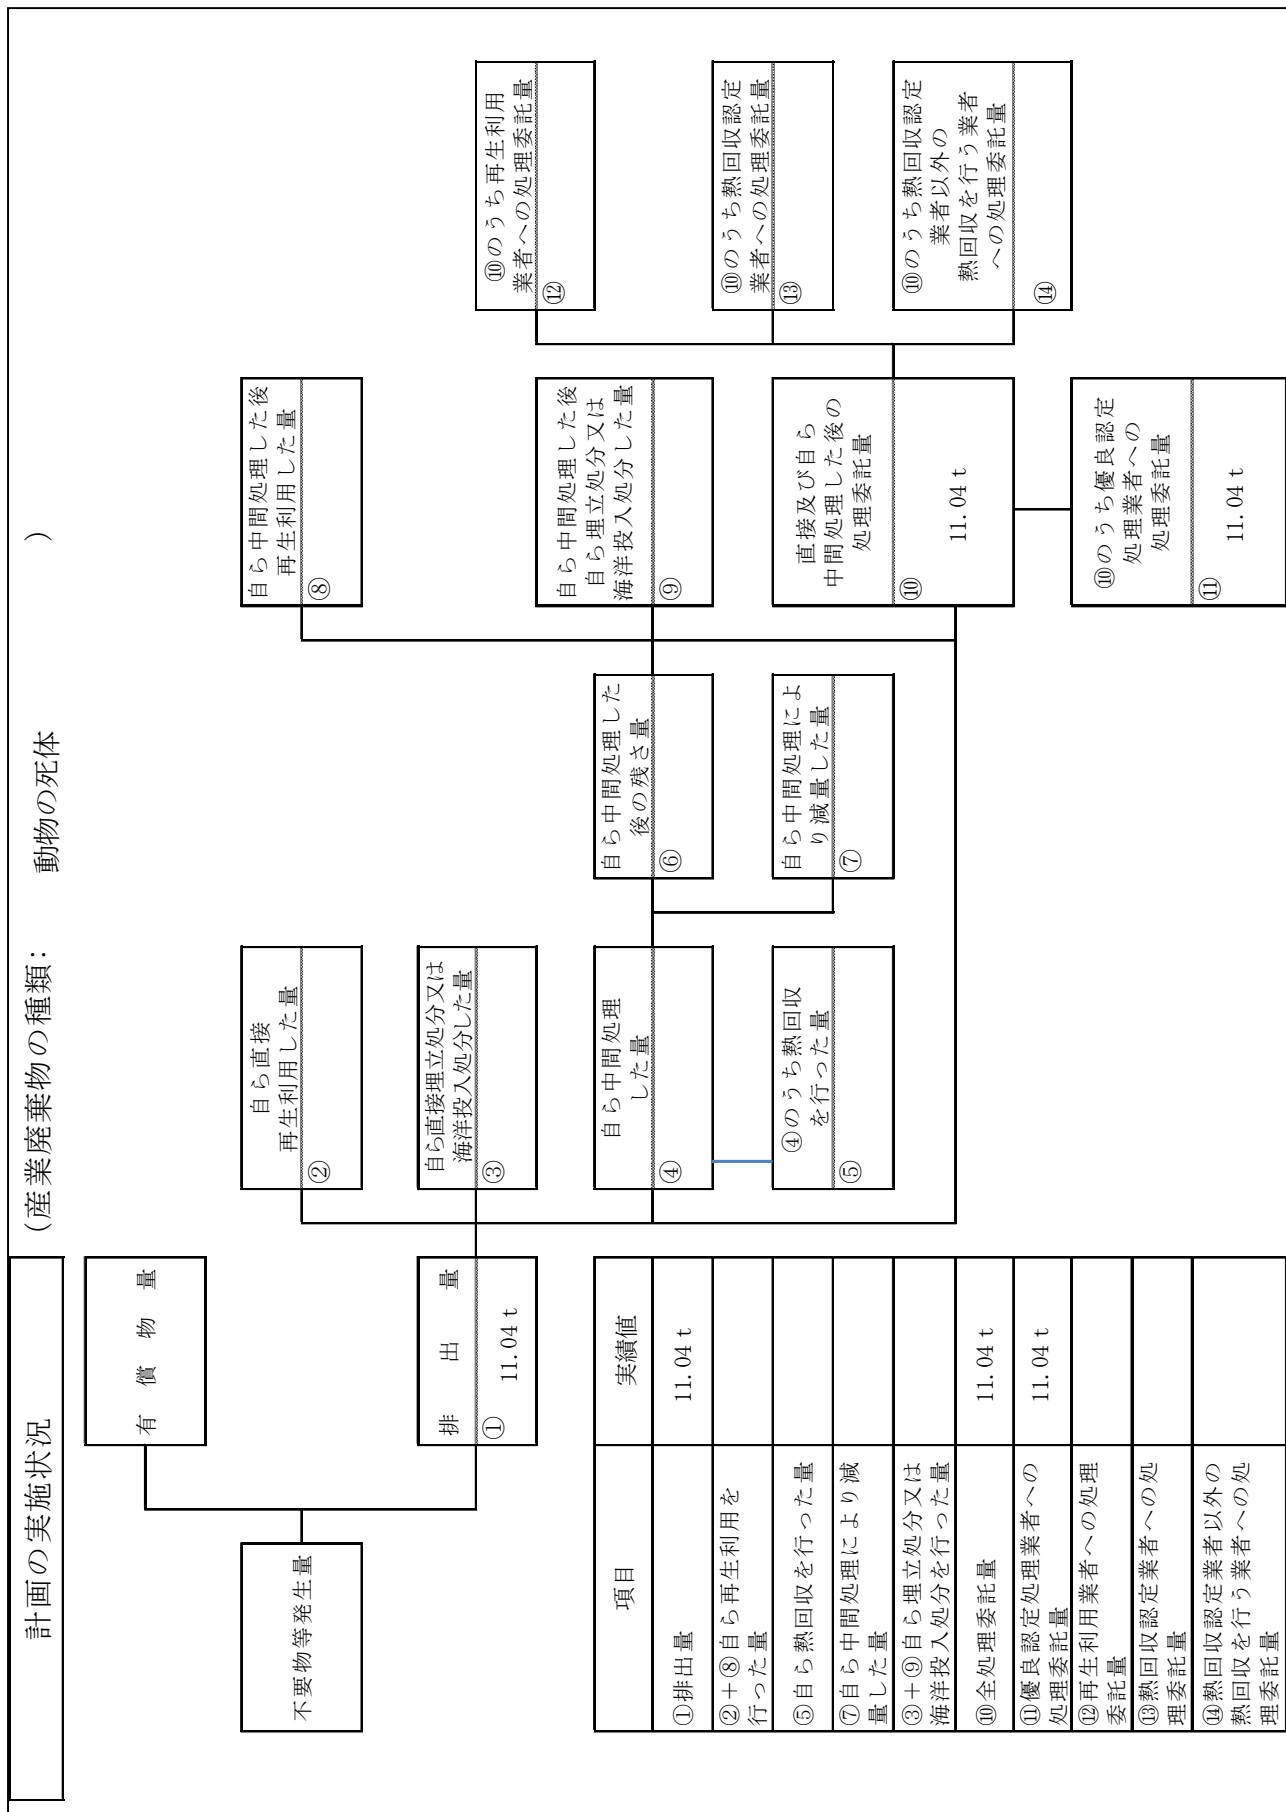 計画の実施状況
(産業廃棄物の種類:
動物の死体
)
不要物等発生量
有償物量
排出量
①
11.04 t
自ら直接
再生利用した量
②
自ら直接埋立処分又は
海洋投入処分した量
③
自ら中間処理
した量
④
④のうち熱回収
を行った量
⑤
自ら中間処理した
後の残さ量
⑥
自ら中間処理によ
り減量した量
⑦
自ら中間処理した後
再生利用した量
⑧
自ら中間処理した後
自ら埋立処分又は
海洋投入処分した量
⑨
直接及び自ら
中間処理した後の
処理委託量
⑩
11.04 t
⑩のうち優良認定
処理業者への
処理委託量
⑪
11.04 t
⑩のうち再生利用
業者への処理委託量
⑫
⑩のうち熱回収認定
業者への処理委託量
⑬
⑩のうち熱回収認定
業者以外の
熱回収を行う業者
への処理委託量
⑭
項目
実績値
①排出量
11.04 t
②+⑧自ら再生利用を
行った量
⑤自ら熱回収を行った量
⑦自ら中間処理により減
量した量
③+⑨自ら埋立処分又は
海洋投入処分を行った量
⑩全処理委託量
11.04 t
⑪優良認定処理業者への
処理委託量
11.04 t
⑫再生利用業者への処理
委託量
⑬熱回収認定業者への処
理委託量
⑭熱回収認定業者以外の
熱回収を行う業者への処
理委託量